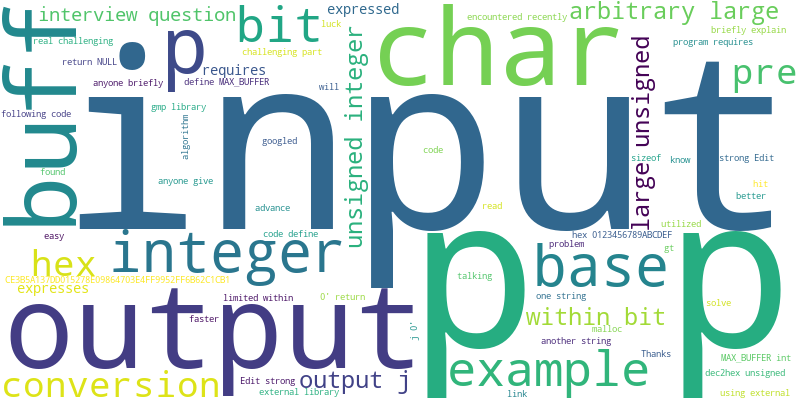 input
output
p
p
char
buff
integer
base
i
p
bit
pre
hex
conversion
example
interview question
expressed
luck
encountered recently
arbitrary large
briefly explain
real challenging
challenging part
program requires
return NULL
requires
anyone briefly
define MAX_BUFFER
unsigned integer
large unsigned
will
following code
gmp library
algorithm
googled
code
sizeof
know
strong Edit
found
anyone give
hit
better
advance
read
utilized
easy
code define
hex 0123456789ABCDEF
problem
gt
talking
expresses
limited within
0' return
one string
within bit
malloc
solve
faster
j '0'
another string
Thanks
MAX_BUFFER int
dec2hex unsigned
Edit strong
output j
external library
link
using external